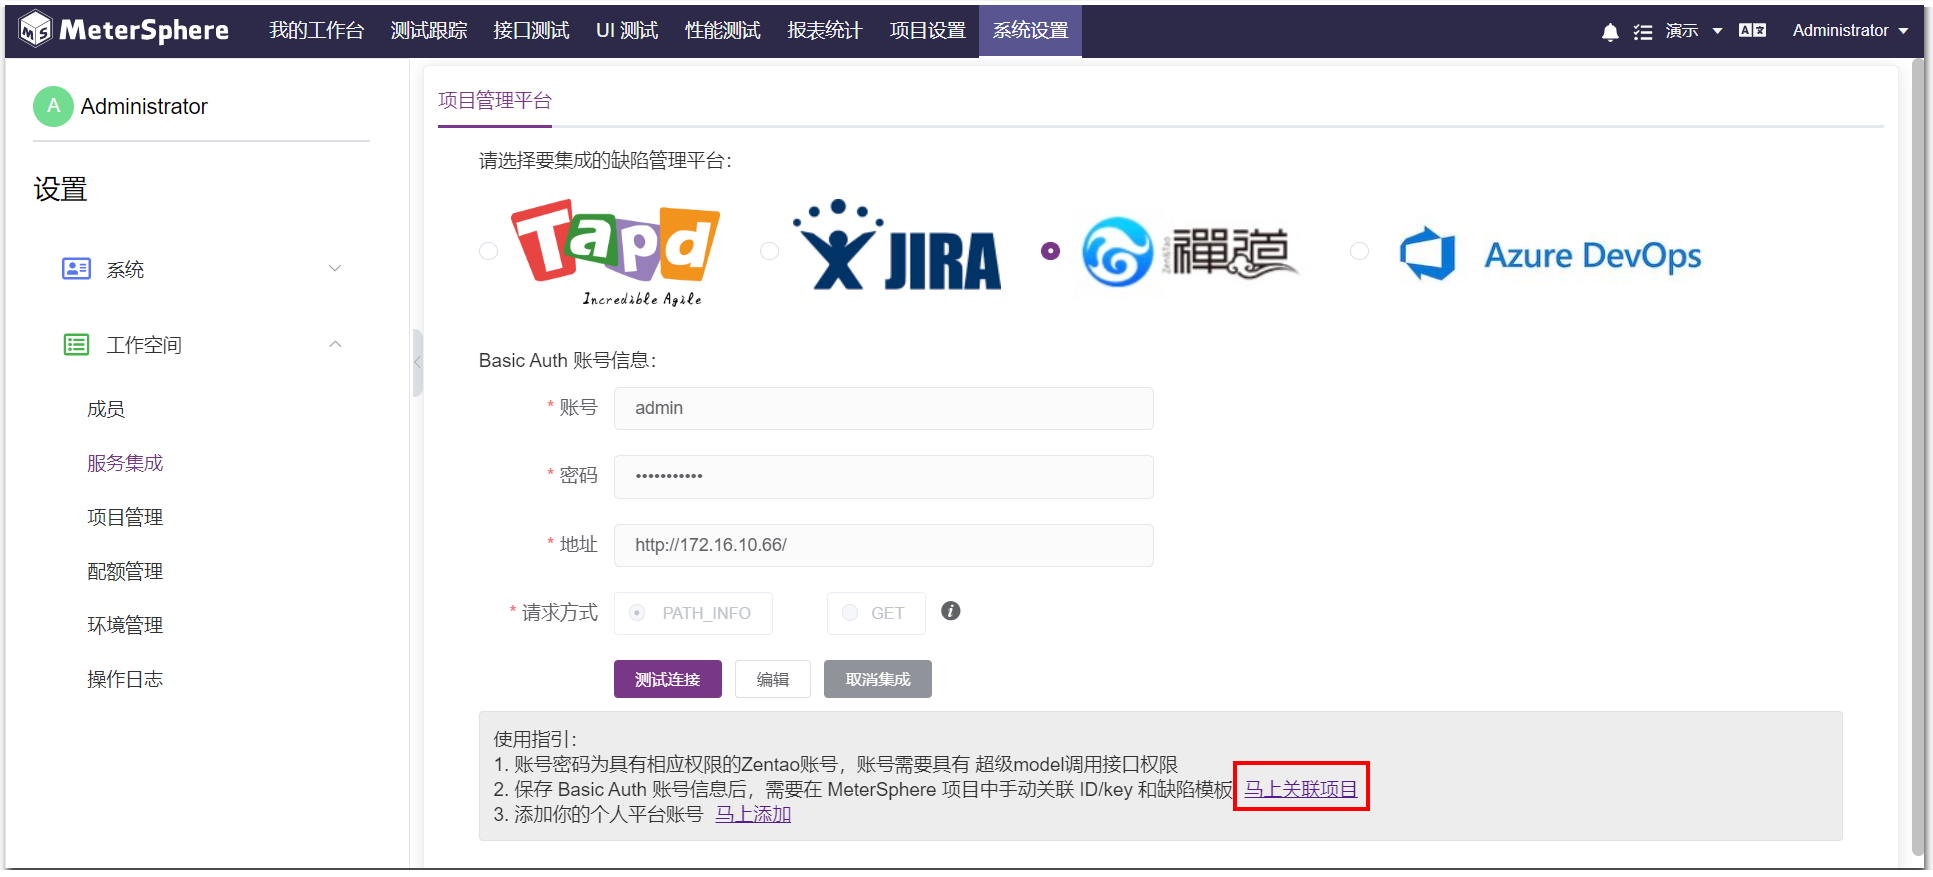 MeterSphere
我的工作台 测试跟踪 接口测试 UI 测试 性能测试 报表统计 项目设置 系统设置 演示 Administrator
A Administrator
设置
系统
工作空间
成员
服务集成
项目管理
配额管理
环境管理
操作日志
项目管理平台
请选择要集成的缺陷管理平台：
Tapd
Incredible Agile
JIRA
Zen&Tao
禅道
Azure DevOps
Basic Auth 账号信息：
* 账号 admin
* 密码 •••••••••••
* 地址 http://172.16.10.66/
* 请求方式 PATH_INFO GET
测试连接 编辑 取消集成
使用指引：
1. 账号密码为具有相应权限的Zentao账号，账号需要具有 超级model调用接口权限
2. 保存 Basic Auth 账号信息后，需要在 MeterSphere 项目中手动关联 ID/key 和缺陷模板 马上关联项目
3. 添加你的个人平台账号 马上添加